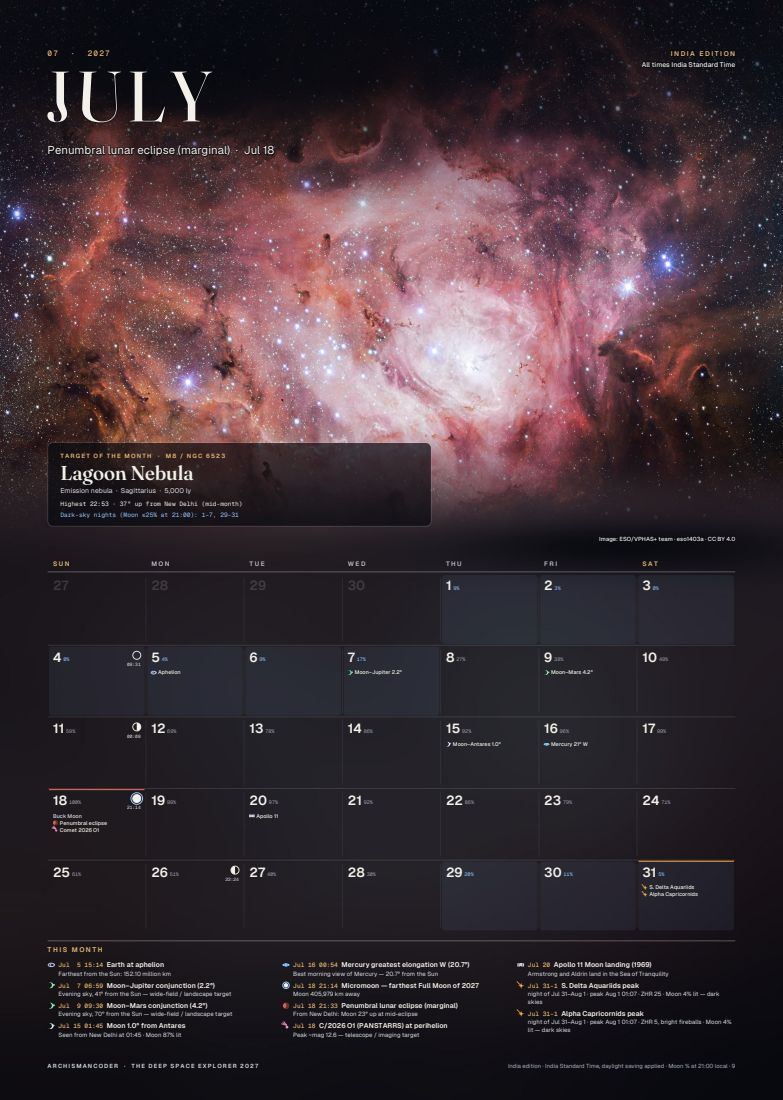 07 · 2027
JULY
Penumbral lunar eclipse (marginal) · Jul 18
INDIA EDITION
All times India Standard Time
TARGET OF THE MONTH · M8 / NGC 6523
Lagoon Nebula
Emission nebula · Sagittarius · 5,000 ly
Highest 22:53 · 37° up from New Delhi (mid-month)
Dark-sky nights (Moon ≤25% at 21:00): 1–7, 29–31
Image: ESO/VPHAS+ team · eso1403a · CC BY 4.0
SUN MON TUE WED THU FRI SAT
27 28 29 30 1 2 3
4 5 6 7 17% 8 27% 9 38% 10
Aphelion
Moon–Jupiter 2.2°
Moon–Mars 4.2°
11 12 13 14 15 16 17
Moon–Antares 1.0°
Mercury 21° W
18 100% 19 20 97% 21 92% 22 23 79% 24 71%
21:14
Buck Moon
Penumbral eclipse
Comet 2026 O1
Apollo 11
25 61% 26 51% 27 40% 28 29 30 11% 31 5%
22:24
S. Delta Aquariids
Alpha Capricornids
THIS MONTH
Jul 5 15:14 Earth at aphelion
Farthest from the Sun: 152.10 million km
Jul 7 06:59 Moon–Jupiter conjunction (2.2°)
Evening sky, 41° from the Sun — wide-field / landscape target
Jul 9 09:30 Moon–Mars conjunction (4.2°)
Evening sky, 70° from the Sun — wide-field / landscape target
Jul 15 01:45 Moon 1.0° from Antares
Seen from New Delhi at 01:45 · Moon 87% lit
Jul 16 00:54 Mercury greatest elongation W (20.7°)
Best morning view of Mercury — 20.7° from the Sun
Jul 18 21:14 Micromoon — farthest Full Moon of 2027
Moon 405,979 km away
Jul 18 21:33 Penumbral lunar eclipse (marginal)
From New Delhi: Moon 23° up at mid-eclipse
Jul 18 C/2026 O1 (PANSTARRS) at perihelion
Peak ~mag 12.6 — telescope / imaging target
Jul 20 Apollo 11 Moon landing (1969)
Armstrong and Aldrin land in the Sea of Tranquility
Jul 31–1 S. Delta Aquariids peak
night of Jul 31–Aug 1 · peak Aug 1 01:07 · ZHR 25 · Moon 4% lit — dark
skies
Jul 31–1 Alpha Capricornids peak
night of Jul 31–Aug 1 · peak Aug 1 01:07 · ZHR 5, bright fireballs · Moon 4%
lit — dark skies
ARCHISMANCODER · THE DEEP SPACE EXPLORER 2027
India edition · India Standard Time, daylight saving applied · Moon % at 21:00 local · 9